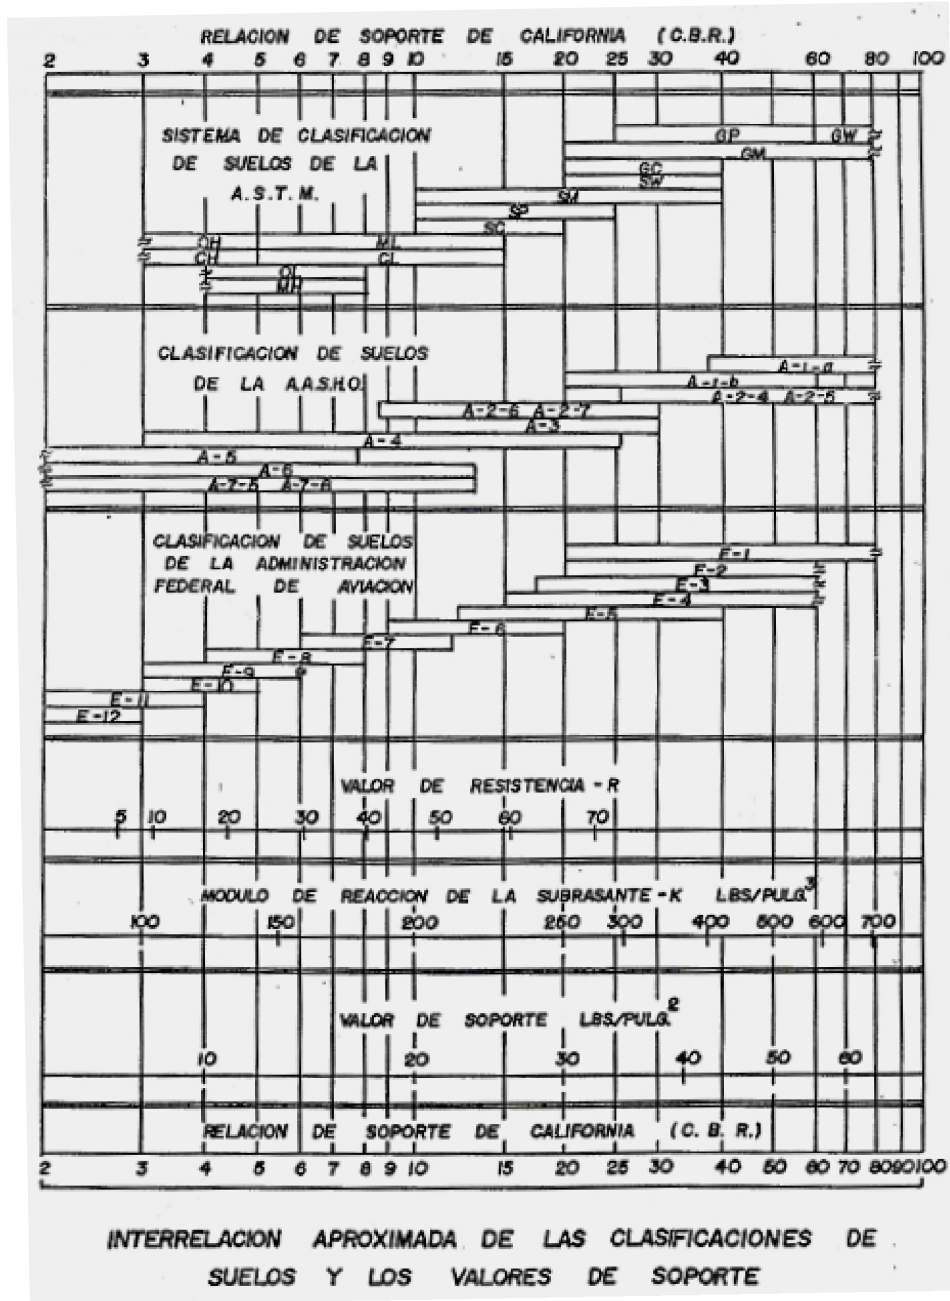 RELACION DE SOPORTE DE CALIFORNIA (C.B.R.)
2 3 4 5 6 7 8 9 10 15 20 25 30 40 50 60 70 80 100
SISTEMA DE CLASIFICACION
DE SUELOS DE LA
A.S.T.M.
GP GW
GM
GC
SW
SM
SP
SC
OH ML
CH CL
OL
MH
CLASIFICACION DE SUELOS
DE LA A.A.S.H.O.
A-1-a
A-1-b
A-2-4 A-2-5
A-2-6 A-2-7
A-3
A-4
A-5
A-6
A-7-5 A-7-6
CLASIFICACION DE SUELOS
DE LA ADMINISTRACION
FEDERAL DE AVIACION
E-1
E-2
E-3
E-4
E-5
E-6
E-7
E-8
E-9
E-10
E-11
E-12
VALOR DE RESISTENCIA-R
5 10 20 30 40 50 60 70
MODULO DE REACCION DE LA SUBRASANTE-K LBS/PULG.3
100 150 200 250 300 400 500 600 700
VALOR DE SOPORTE LBS/PULG.2
10 20 30 40 50 60
RELACION DE SOPORTE DE CALIFORNIA (C. B. R.)
2 3 4 5 6 7 8 9 10 15 20 25 30 40 50 60 70 80 90 100
INTERRELACION APROXIMADA DE LAS CLASIFICACIONES DE
SUELOS Y LOS VALORES DE SOPORTE